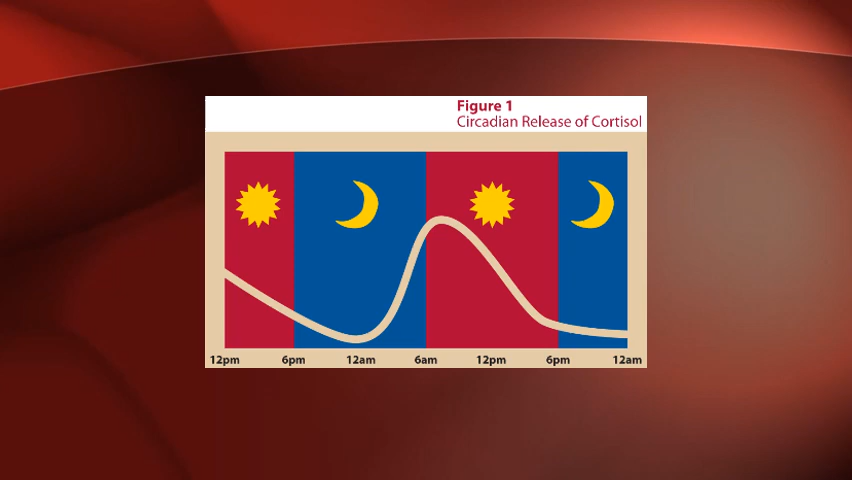 Figure 1
Circadian Release of Cortisol
12pm 6pm 12am 6am 12pm 6pm 12am